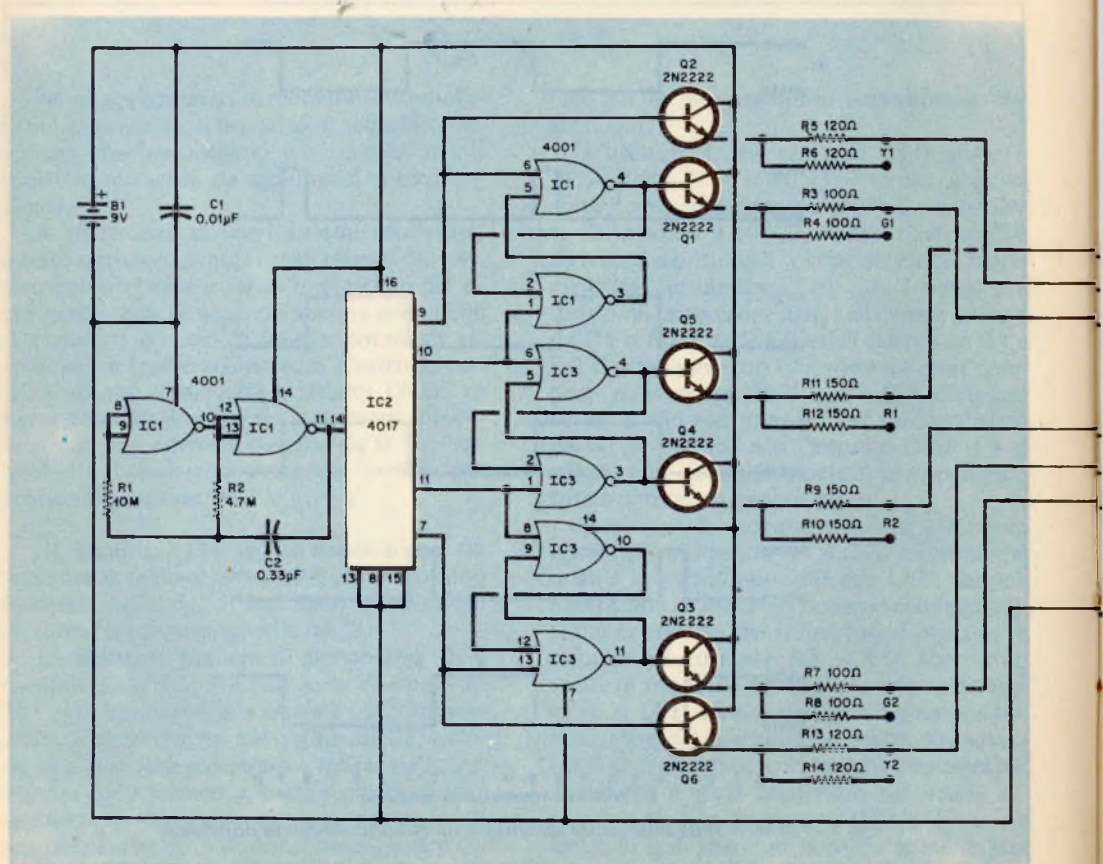 Q2
2N2222
4001
6
5
IC1
4
2N2222
Q1
R5 120Ω
R6 120Ω
Y1
R3 100Ω
R4 100Ω
G1
+
B1
9V
C1
0.01µF
16
2
1
IC1
3
9
10
Q5
2N2222
6
5
IC3
4
4001
7
14
8
9
IC1
10
12
13
IC1
11
14
IC2
4017
R11 150Ω
R12 150Ω
R1
Q4
2N2222
2
1
IC3
3
R1
10M
R2
4.7M
11
R9 150Ω
R10 150Ω
R2
C2
0.33µF
7
8
9
IC3
14
10
13
8
15
Q3
2N2222
12
13
IC3
11
7
R7 100Ω
R8 100Ω
G2
R13 120Ω
R14 120Ω
Y2
2N2222
Q6